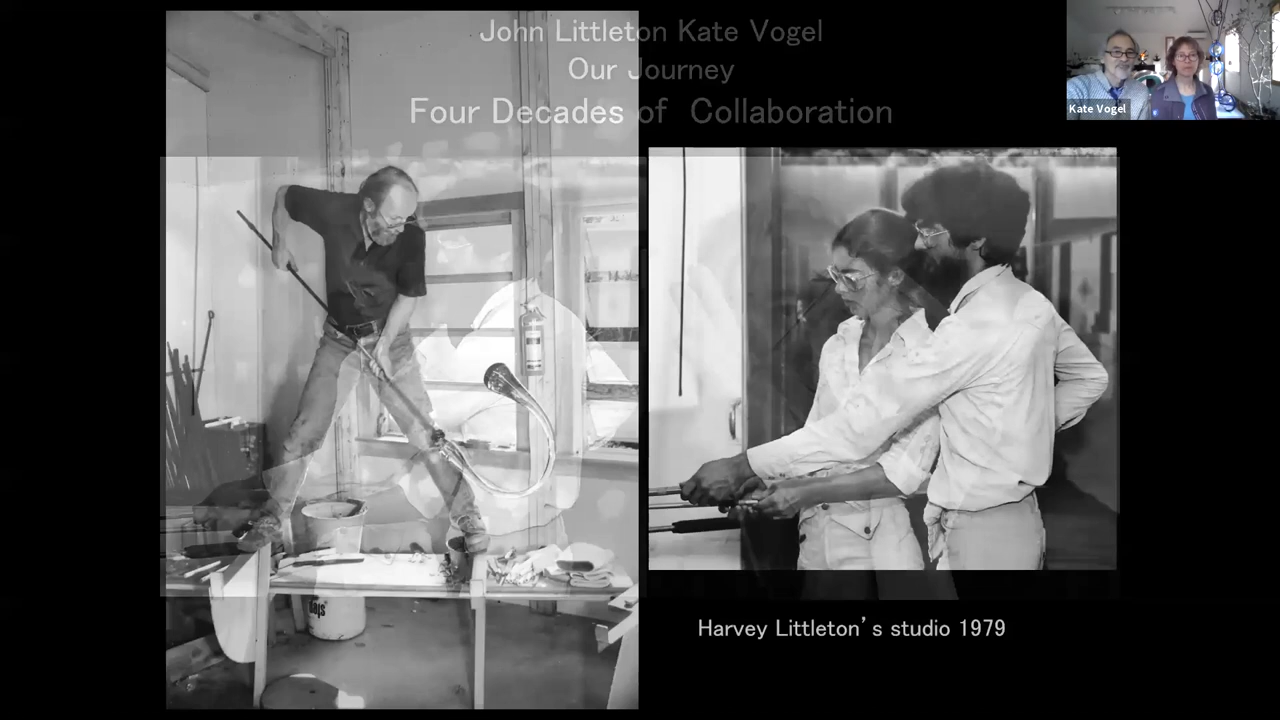 John Littleton Kate Vogel
Our Journey
Four Decades of Collaboration
Kate Vogel
Harvey Littleton's studio 1979